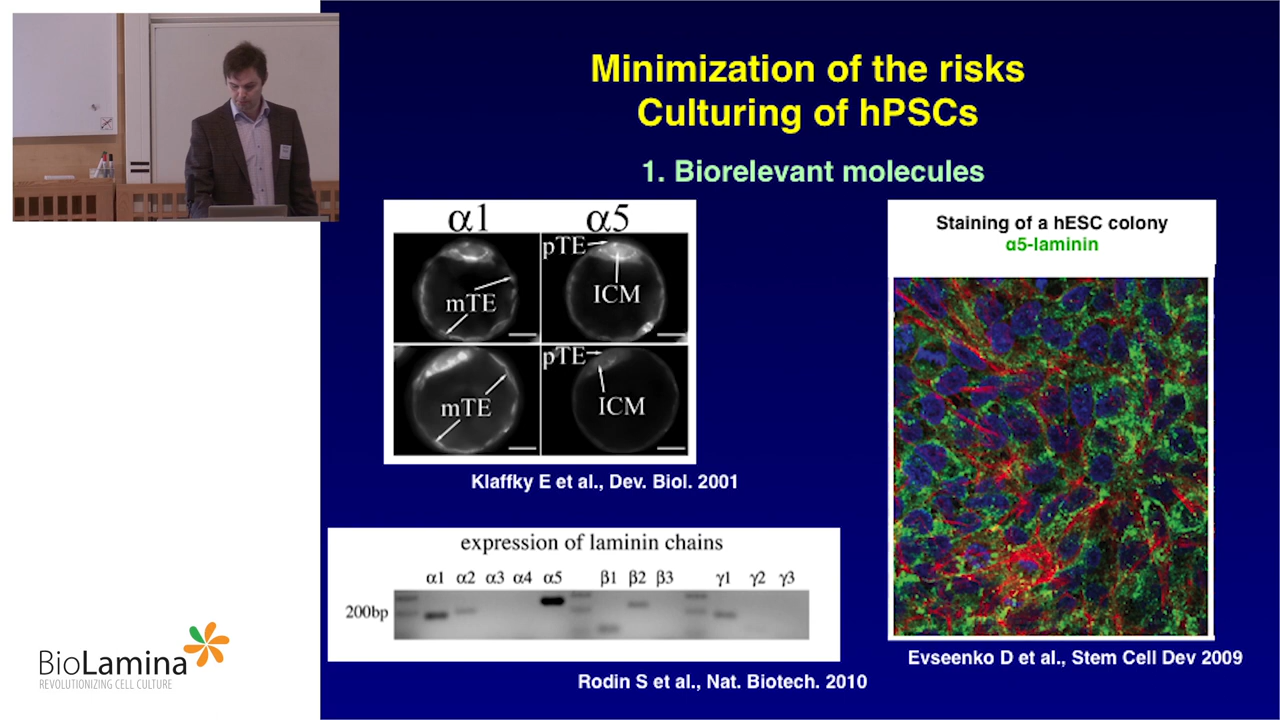 Minimization of the risks
Culturing of hPSCs
1. Biorelevant molecules
α1 α5
pTE
mTE
ICM
pTE
mTE
ICM
Klaffky E et al., Dev. Biol. 2001
Staining of a hESC colony
α5-laminin
Evseenko D et al., Stem Cell Dev 2009
expression of laminin chains
α1 α2 α3 α4 α5 β1 β2 β3 γ1 γ2 γ3
200bp
Rodin S et al., Nat. Biotech. 2010
BioLamina
REVOLUTIONIZING CELL CULTURE